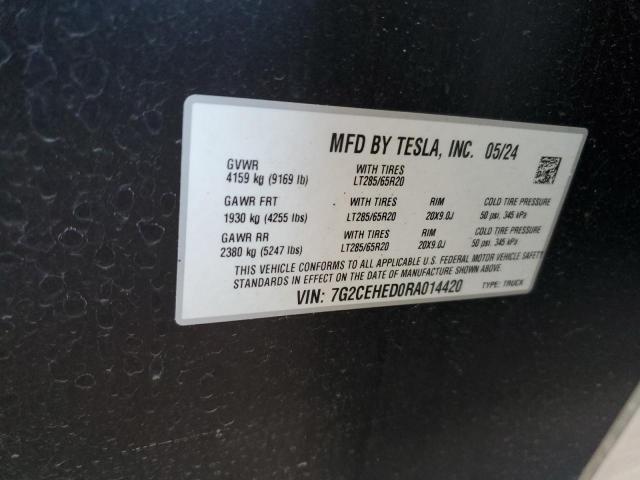 MFD BY TESLA, INC. 05/24
GVWR WITH TIRES
4159 kg (9169 lb) LT285/65R20
GAWR FRT WITH TIRES RIM COLD TIRE PRESSURE
1930 kg (4255 lbs) LT285/65R20 20X9.0J 50 psi, 345 kPa
GAWR RR WITH TIRES RIM COLD TIRE PRESSURE
2380 kg (5247 lbs) LT285/65R20 20X9.0J 50 psi, 345 kPa
THIS VEHICLE CONFORMS TO ALL APPLICABLE U.S. FEDERAL MOTOR VEHICLE SAFETY
STANDARDS IN EFFECT ON THE DATE OF MANUFACTURE SHOWN ABOVE.
VIN: 7G2CEHED0RA014420 TYPE: TRUCK